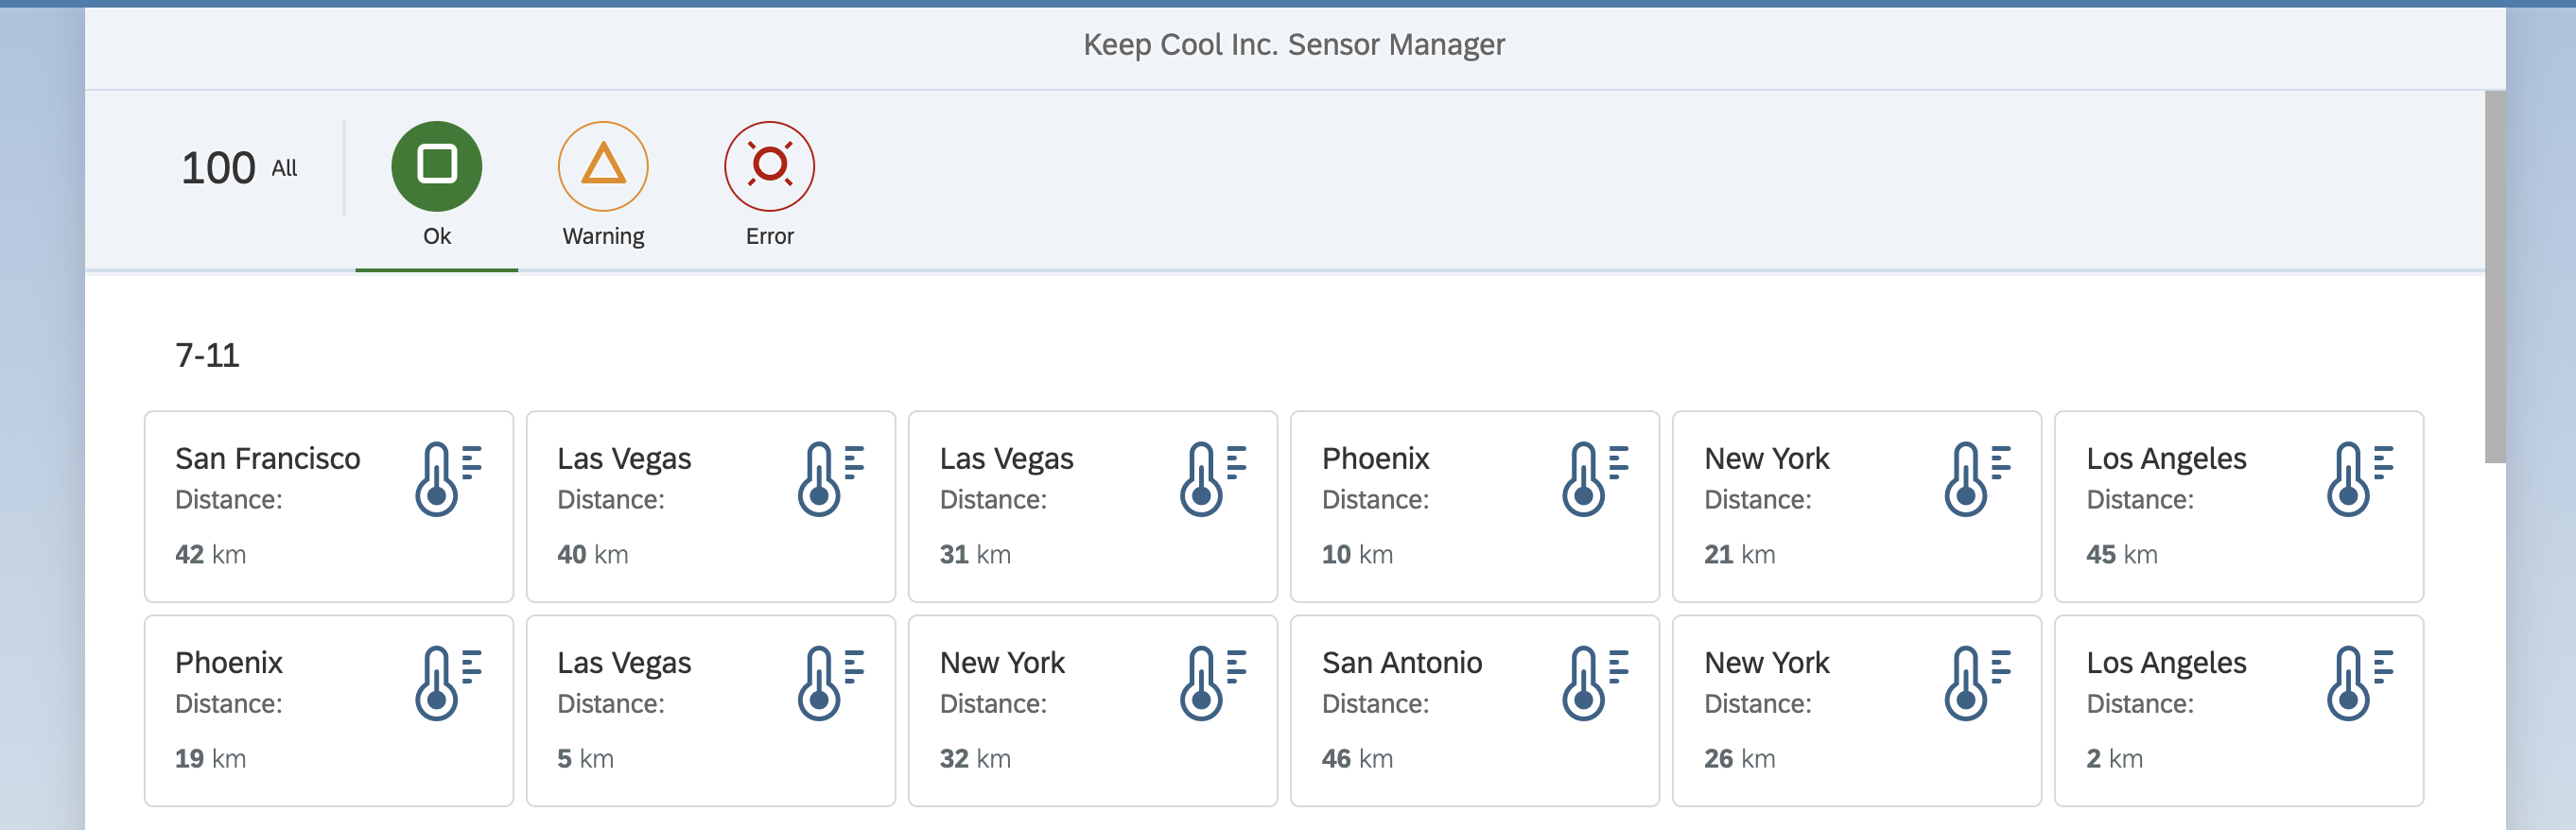 Keep Cool Inc. Sensor Manager
100 All
Ok
Warning
Error
7-11
San Francisco
Distance:
42 km
Las Vegas
Distance:
40 km
Las Vegas
Distance:
31 km
Phoenix
Distance:
10 km
New York
Distance:
21 km
Los Angeles
Distance:
45 km
Phoenix
Distance:
19 km
Las Vegas
Distance:
5 km
New York
Distance:
32 km
San Antonio
Distance:
46 km
New York
Distance:
26 km
Los Angeles
Distance:
2 km